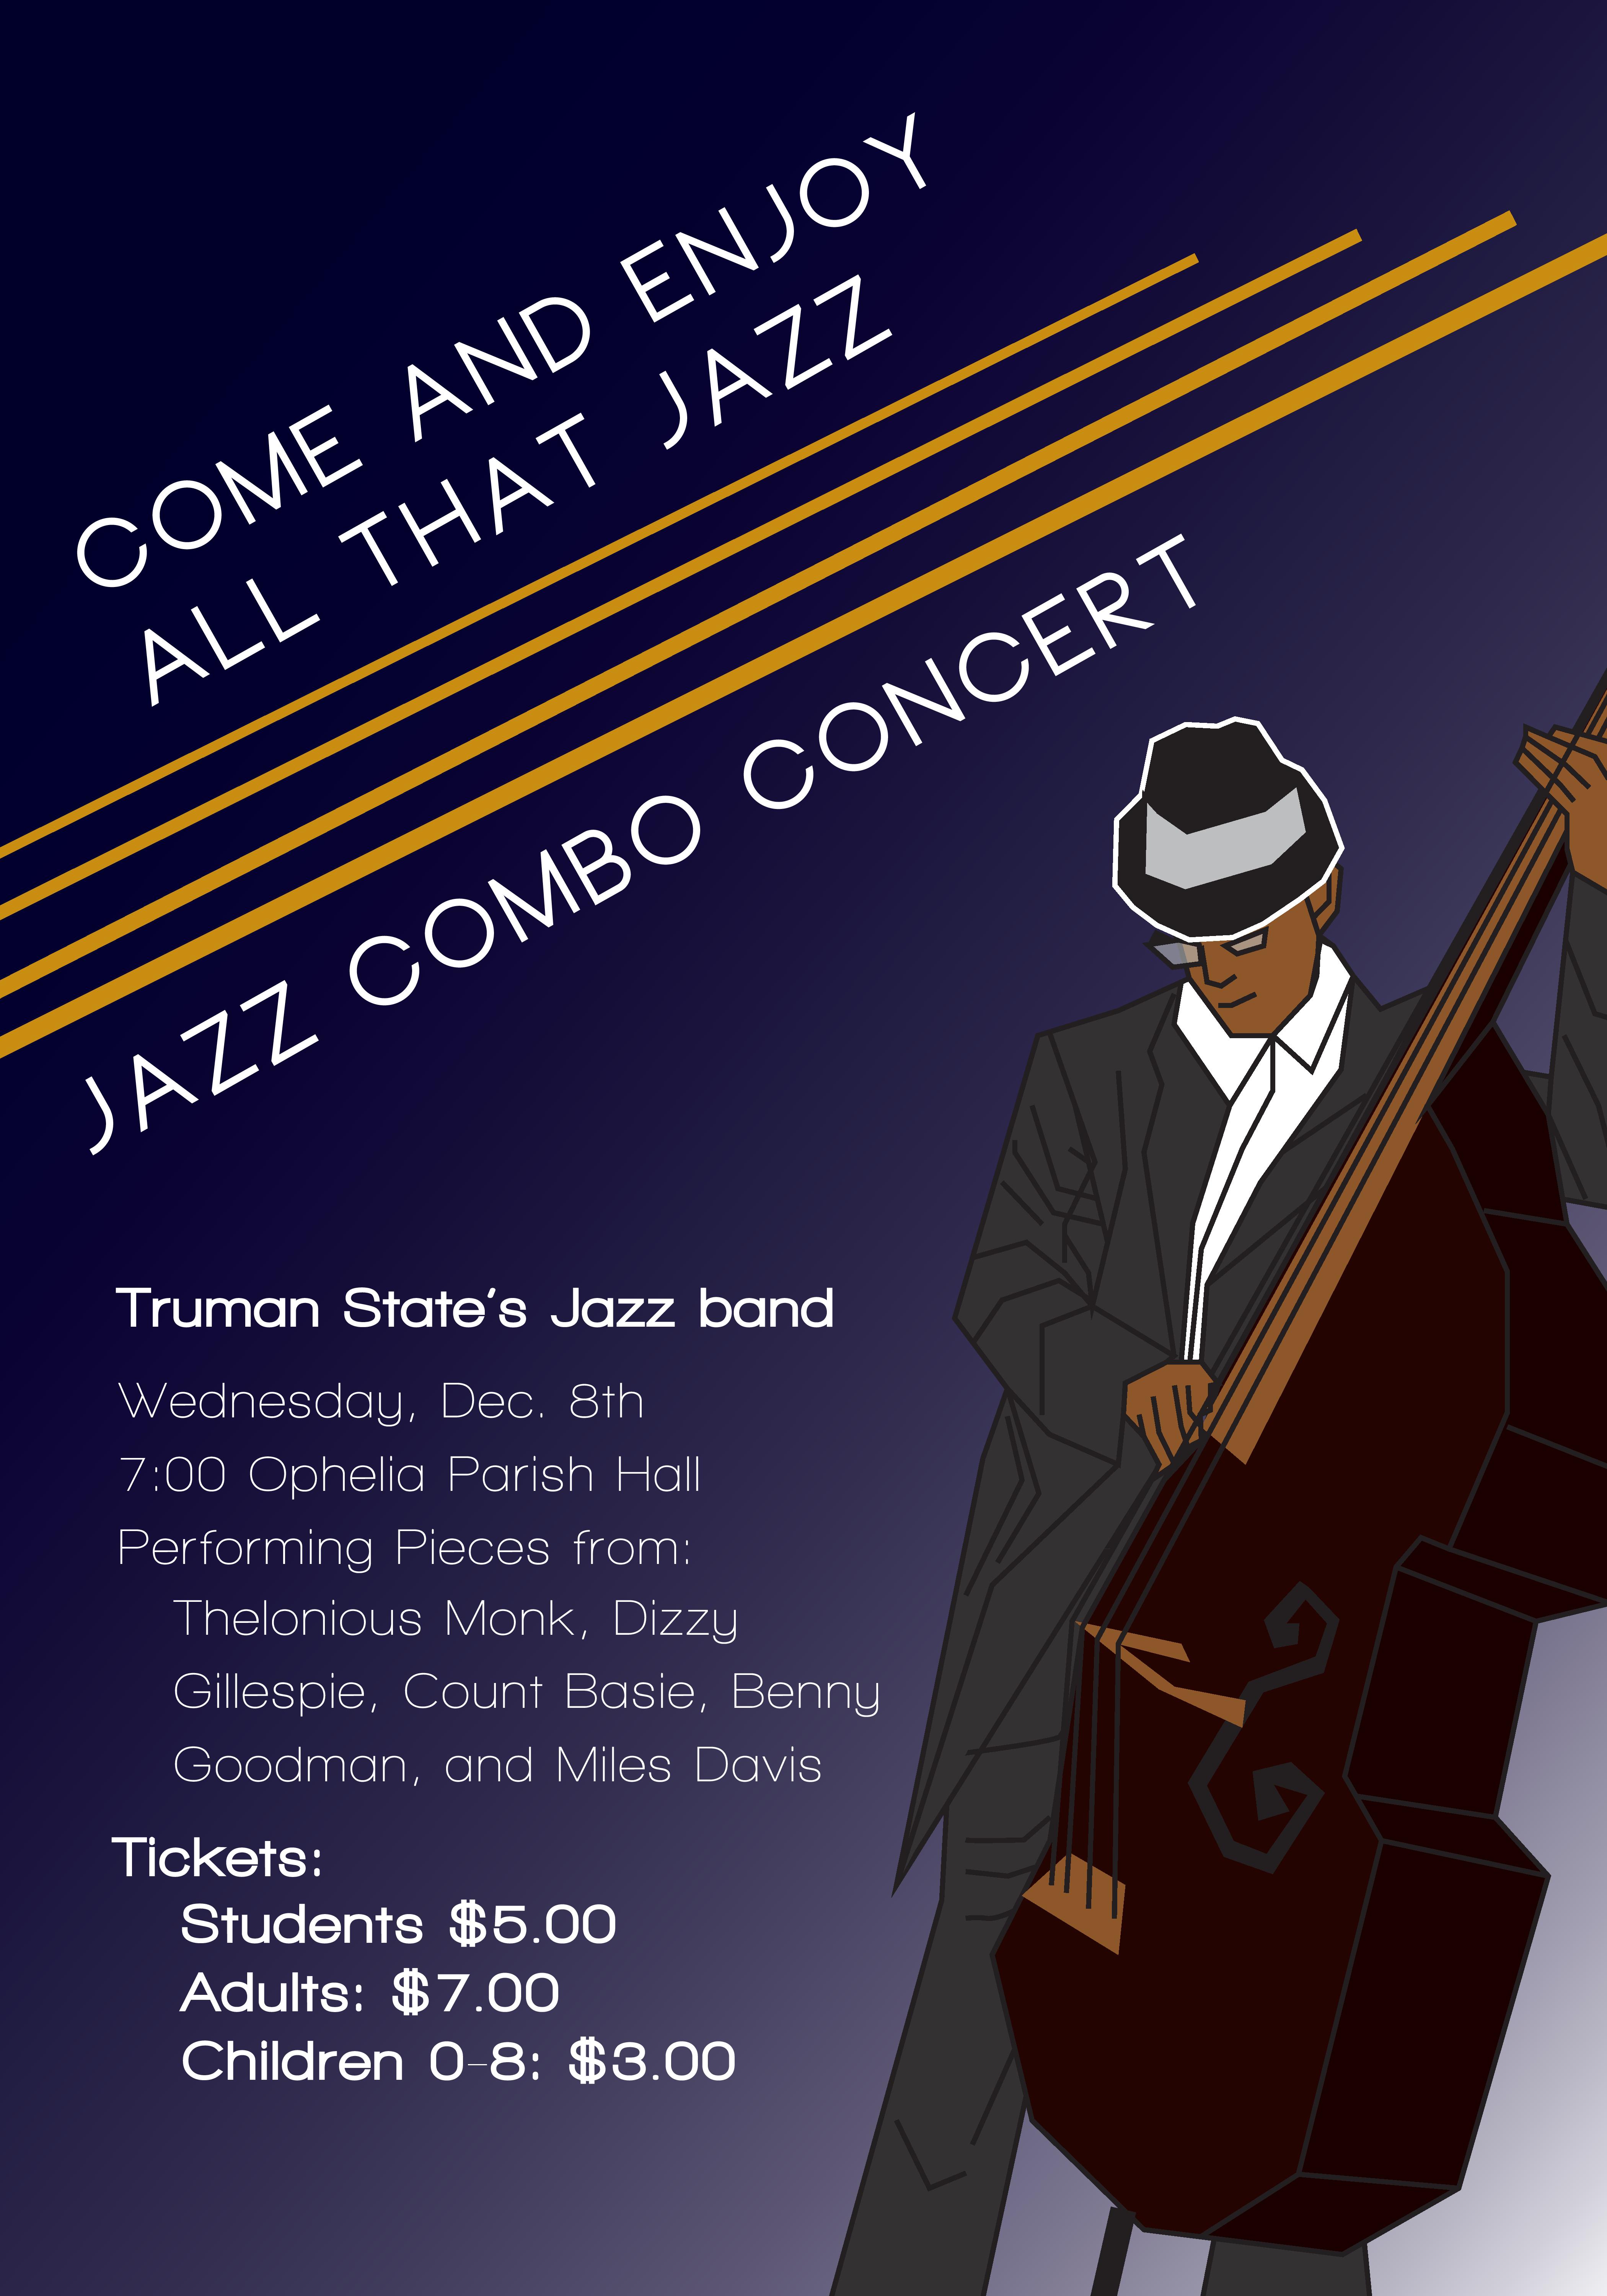 COME AND ENJOY
ALL THAT JAZZ
JAZZ COMBO CONCERT
Truman State's Jazz band
Wednesday, Dec. 8th
7:00 Ophelia Parish Hall
Performing Pieces from:
Thelonious Monk, Dizzy
Gillespie, Count Basie, Benny
Goodman, and Miles Davis
Tickets:
Students $5.00
Adults: $7.00
Children 0-8: $3.00